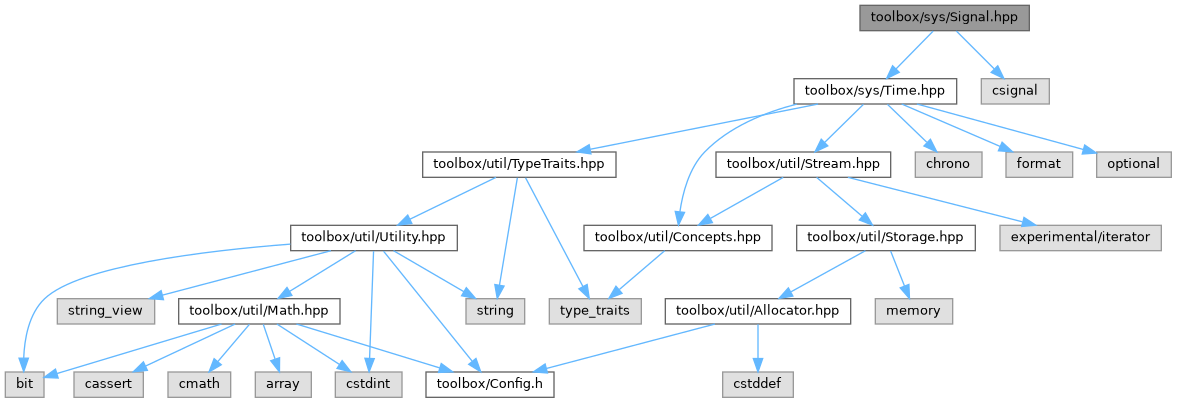 toolbox/sys/Signal.hpp
toolbox/sys/Time.hpp
csignal
toolbox/util/TypeTraits.hpp
toolbox/util/Stream.hpp
chrono
format
optional
toolbox/util/Utility.hpp
toolbox/util/Concepts.hpp
toolbox/util/Storage.hpp
experimental/iterator
string_view
toolbox/util/Math.hpp
string
type_traits
toolbox/util/Allocator.hpp
memory
bit
cassert
cmath
array
cstdint
toolbox/Config.h
cstddef